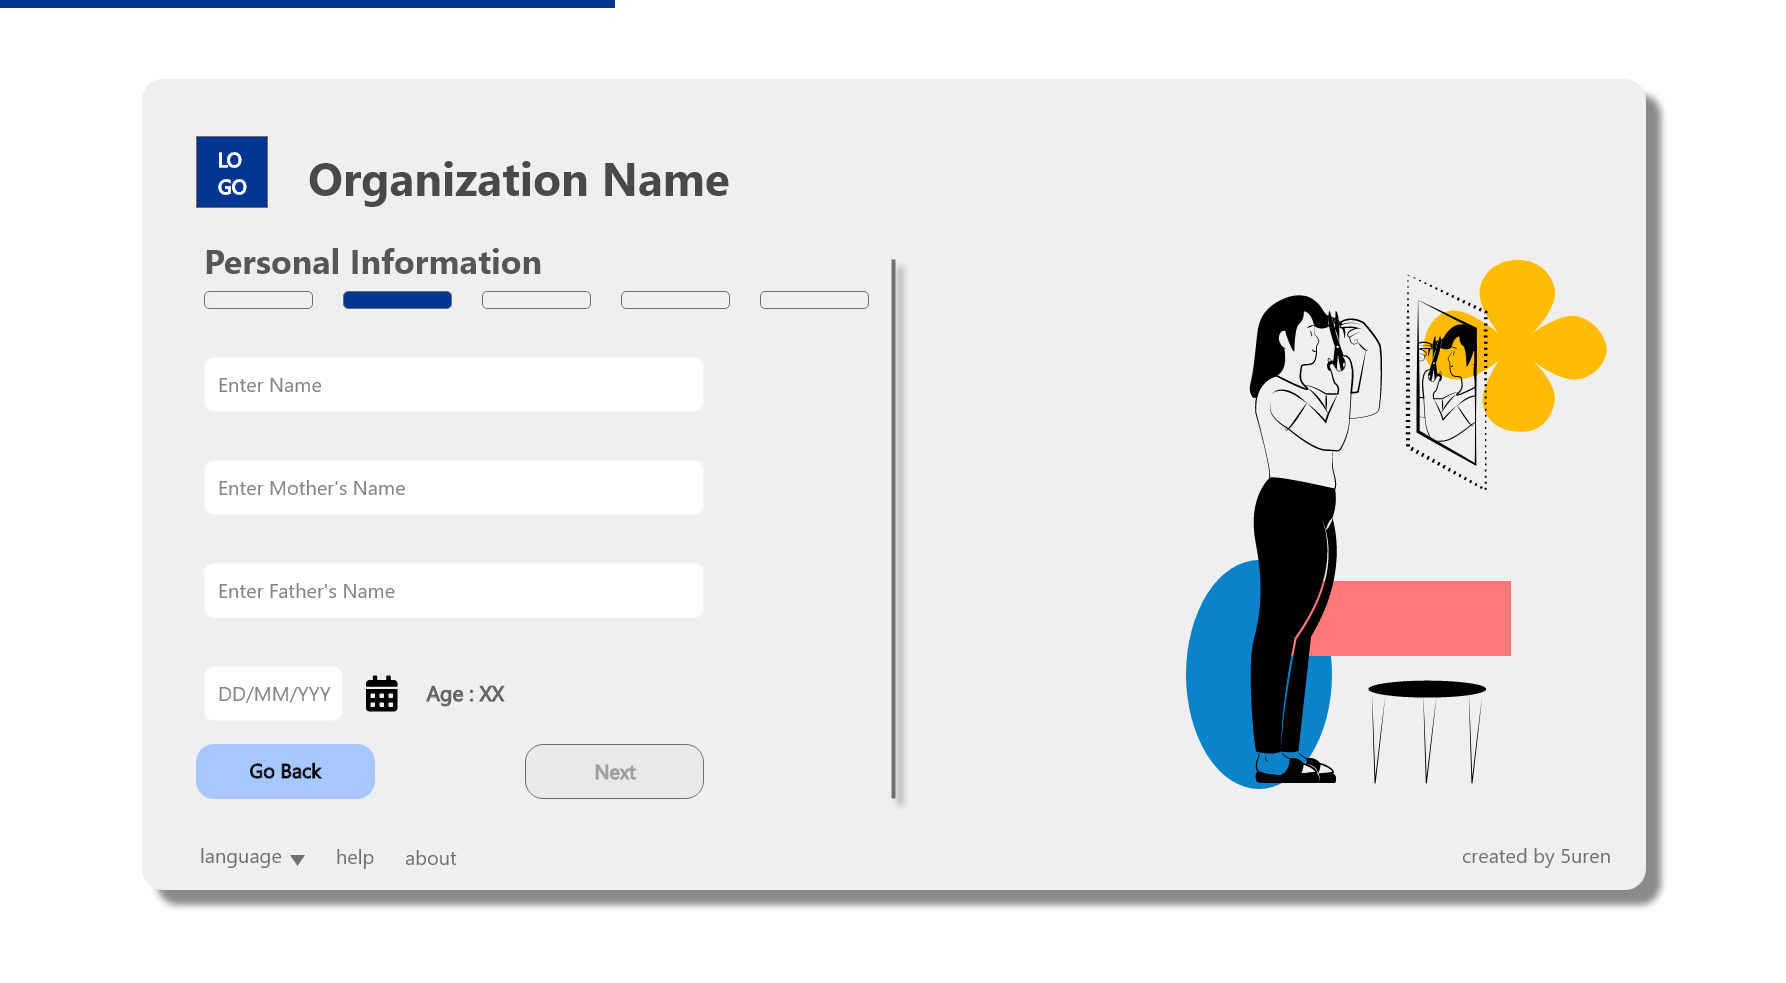 LO
GO
Organization Name
Personal Information
Enter Name
Enter Mother's Name
Enter Father's Name
DD/MM/YYY
Age : XX
Go Back
Next
language
help
about
created by 5uren